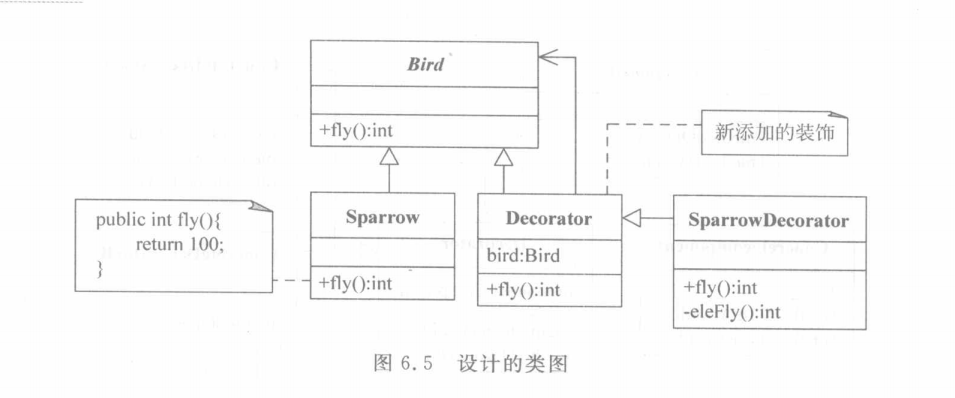 Bird
+fly():int
新添加的装饰
public int fly(){
return 100;
}
Sparrow
+fly():int
Decorator
bird:Bird
+fly():int
SparrowDecorator
+fly():int
-eleFly():int
图 6.5 设计的类图